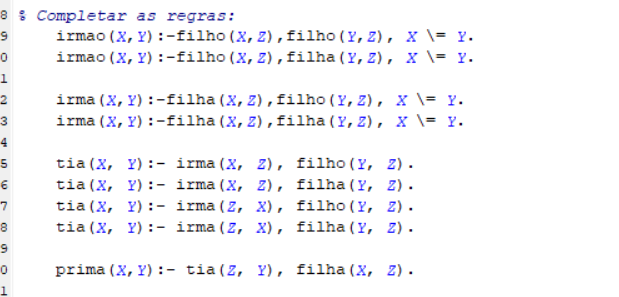 8 % Completar as regras:
9 irmao(X,Y):-filho(X,Z),filho(Y,Z), X \= Y.
0 irmao(X,Y):-filho(X,Z),filha(Y,Z), X \= Y.
1
2 irma(X,Y):-filha(X,Z),filho(Y,Z), X \= Y.
3 irma(X,Y):-filha(X,Z),filha(Y,Z), X \= Y.
4
5 tia(X, Y):- irma(X, Z), filho(Y, Z).
6 tia(X, Y):- irma(X, Z), filha(Y, Z).
7 tia(X, Y):- irma(Z, X), filho(Y, Z).
8 tia(X, Y):- irma(Z, X), filha(Y, Z).
9
0 prima(X,Y):- tia(Z, Y), filha(X, Z).
1